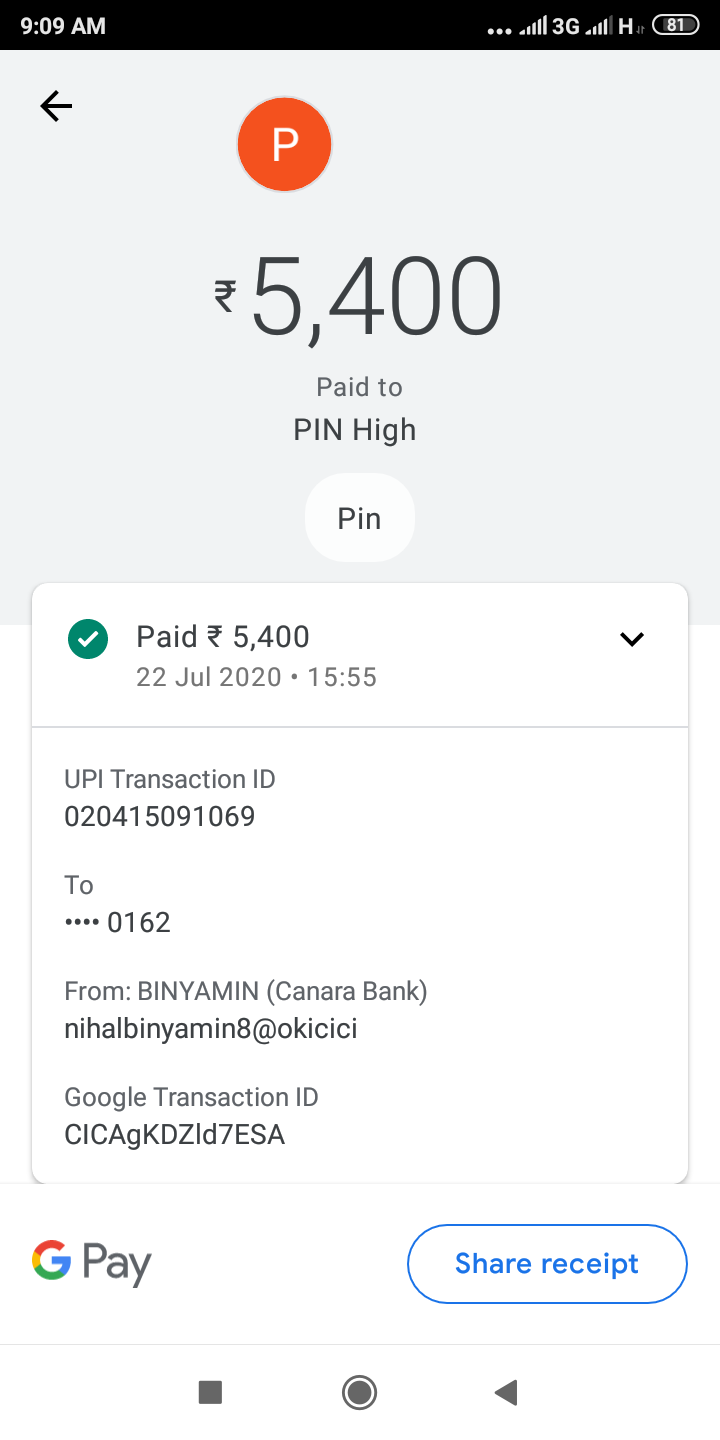 9:09 AM
3G H 81
P
₹5,400
Paid to
PIN High
Pin
Paid ₹ 5,400
22 Jul 2020 • 15:55
UPI Transaction ID
020415091069
To
•••• 0162
From: BINYAMIN (Canara Bank)
nihalbinyamin8@okicici
Google Transaction ID
CICAgKDZld7ESA
G Pay
Share receipt